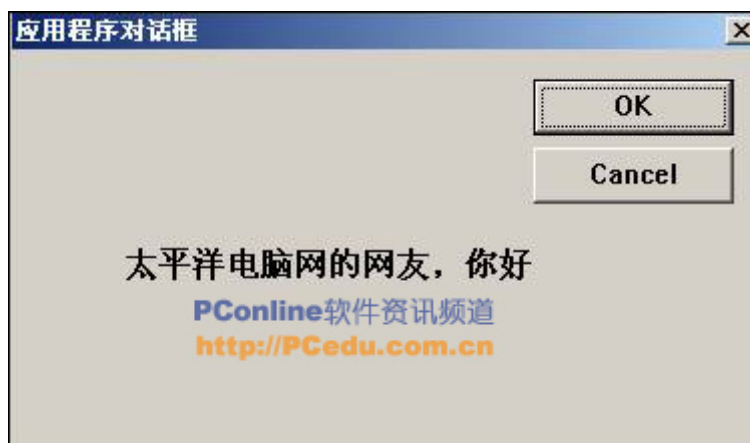 应用程序对话框
OK
Cancel
太平洋电脑网的网友，你好
PConline软件资讯频道
http://PCedu.com.cn